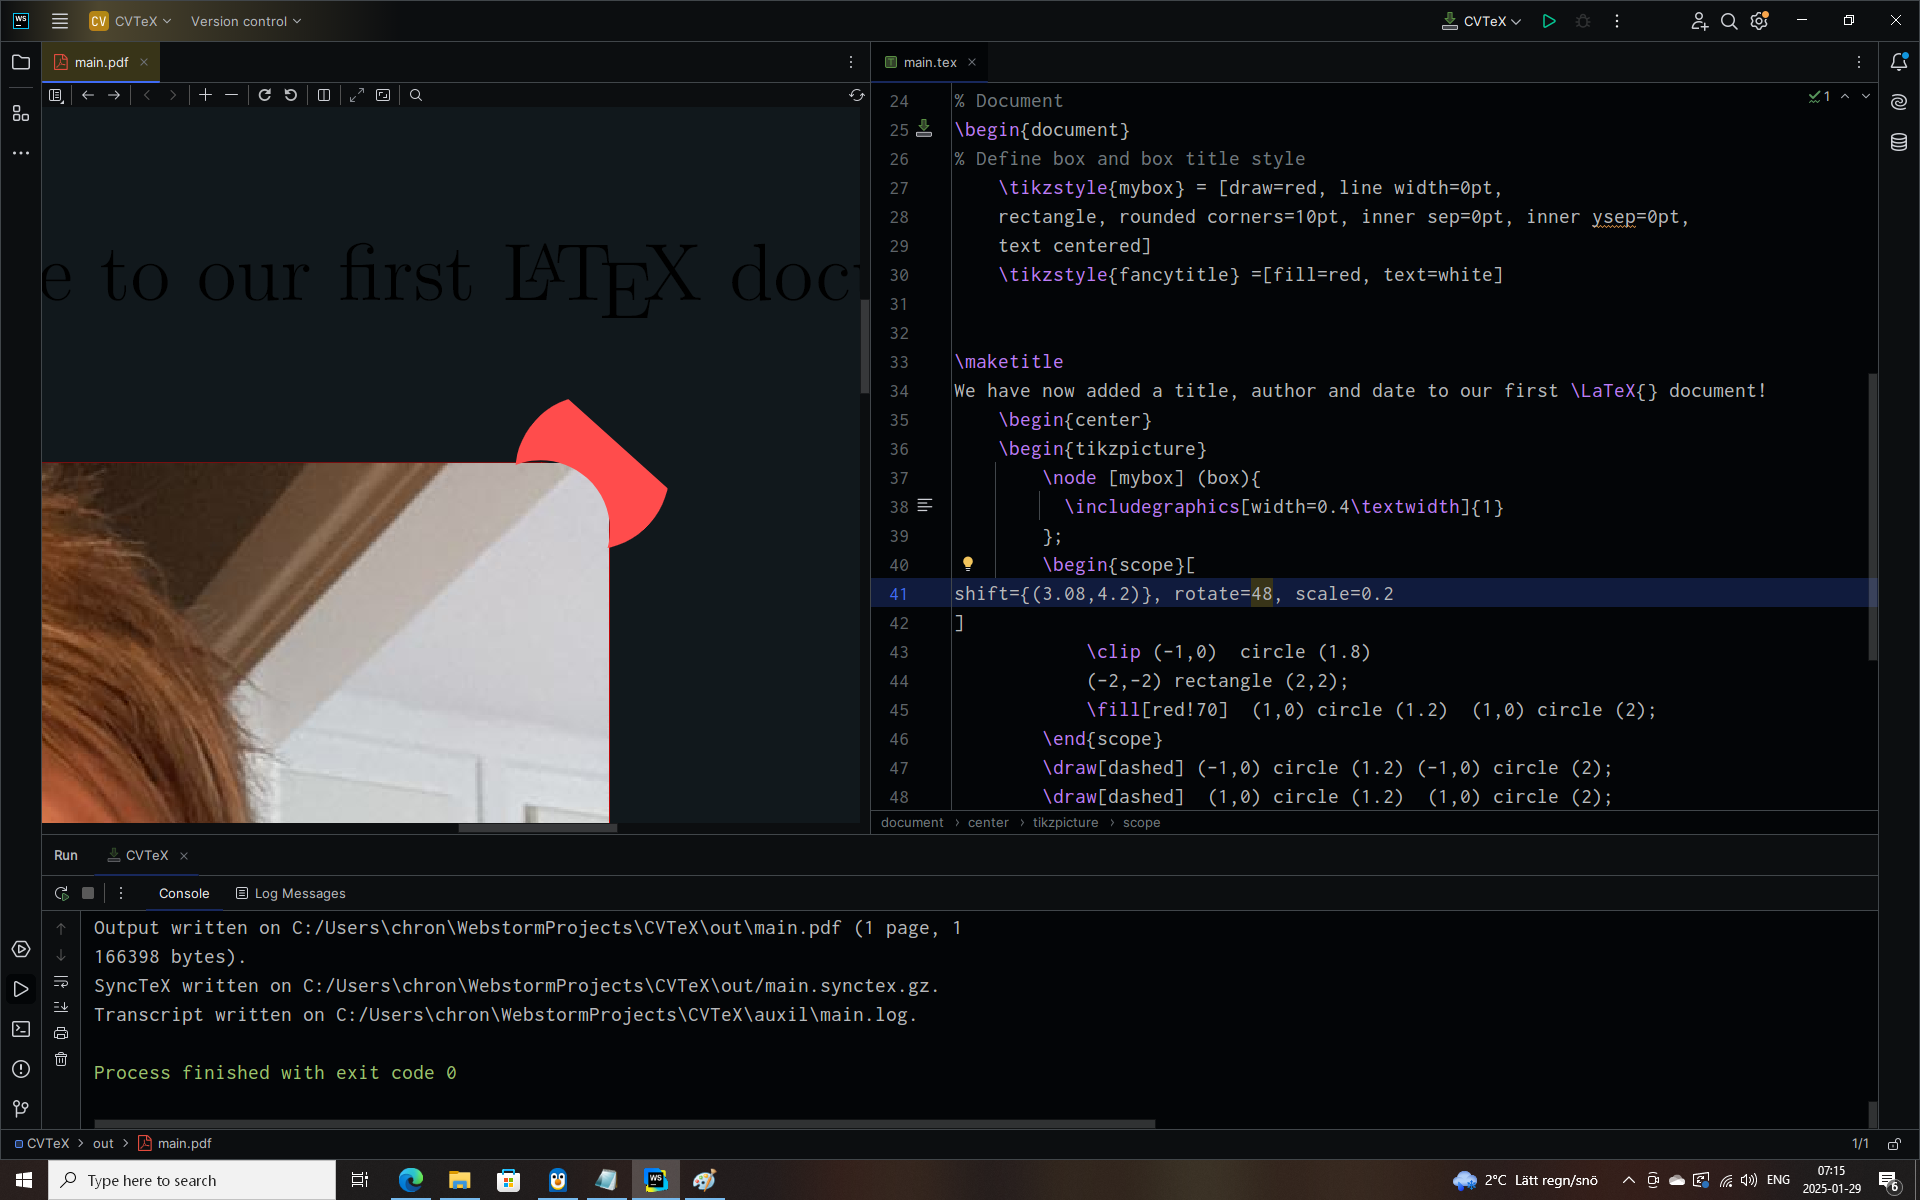 WS
CV CVTeX
Version control
CVTeX
main.pdf
main.tex
e to our first LATEX docu
24 % Document
25 \begin{document}
26 % Define box and box title style
27 \tikzstyle{mybox} = [draw=red, line width=0pt,
28 rectangle, rounded corners=10pt, inner sep=0pt, inner ysep=0pt,
29 text centered]
30 \tikzstyle{fancytitle} =[fill=red, text=white]
31
32
33 \maketitle
34 We have now added a title, author and date to our first \LaTeX{} document!
35 \begin{center}
36 \begin{tikzpicture}
37 \node [mybox] (box){
38 \includegraphics[width=0.4\textwidth]{1}
39 };
40 \begin{scope}[
41 shift={(3.08,4.2)}, rotate=48, scale=0.2
42 ]
43 \clip (-1,0)  circle (1.8)
44 (-2,-2) rectangle (2,2);
45 \fill[red!70]  (1,0) circle (1.2)  (1,0) circle (2);
46 \end{scope}
47 \draw[dashed] (-1,0) circle (1.2) (-1,0) circle (2);
48 \draw[dashed]  (1,0) circle (1.2)  (1,0) circle (2);
1
document › center › tikzpicture › scope
Run
CVTeX
Console
Log Messages
Output written on C:/Users\chron\WebstormProjects\CVTeX\out\main.pdf (1 page, 1
166398 bytes).
SyncTeX written on C:/Users\chron\WebstormProjects\CVTeX\out/main.synctex.gz.
Transcript written on C:/Users\chron\WebstormProjects\CVTeX\auxil\main.log.
Process finished with exit code 0
CVTeX › out › main.pdf
1/1
Type here to search
WS
2°C Lätt regn/snö
ENG
07:15
2025-01-29
6